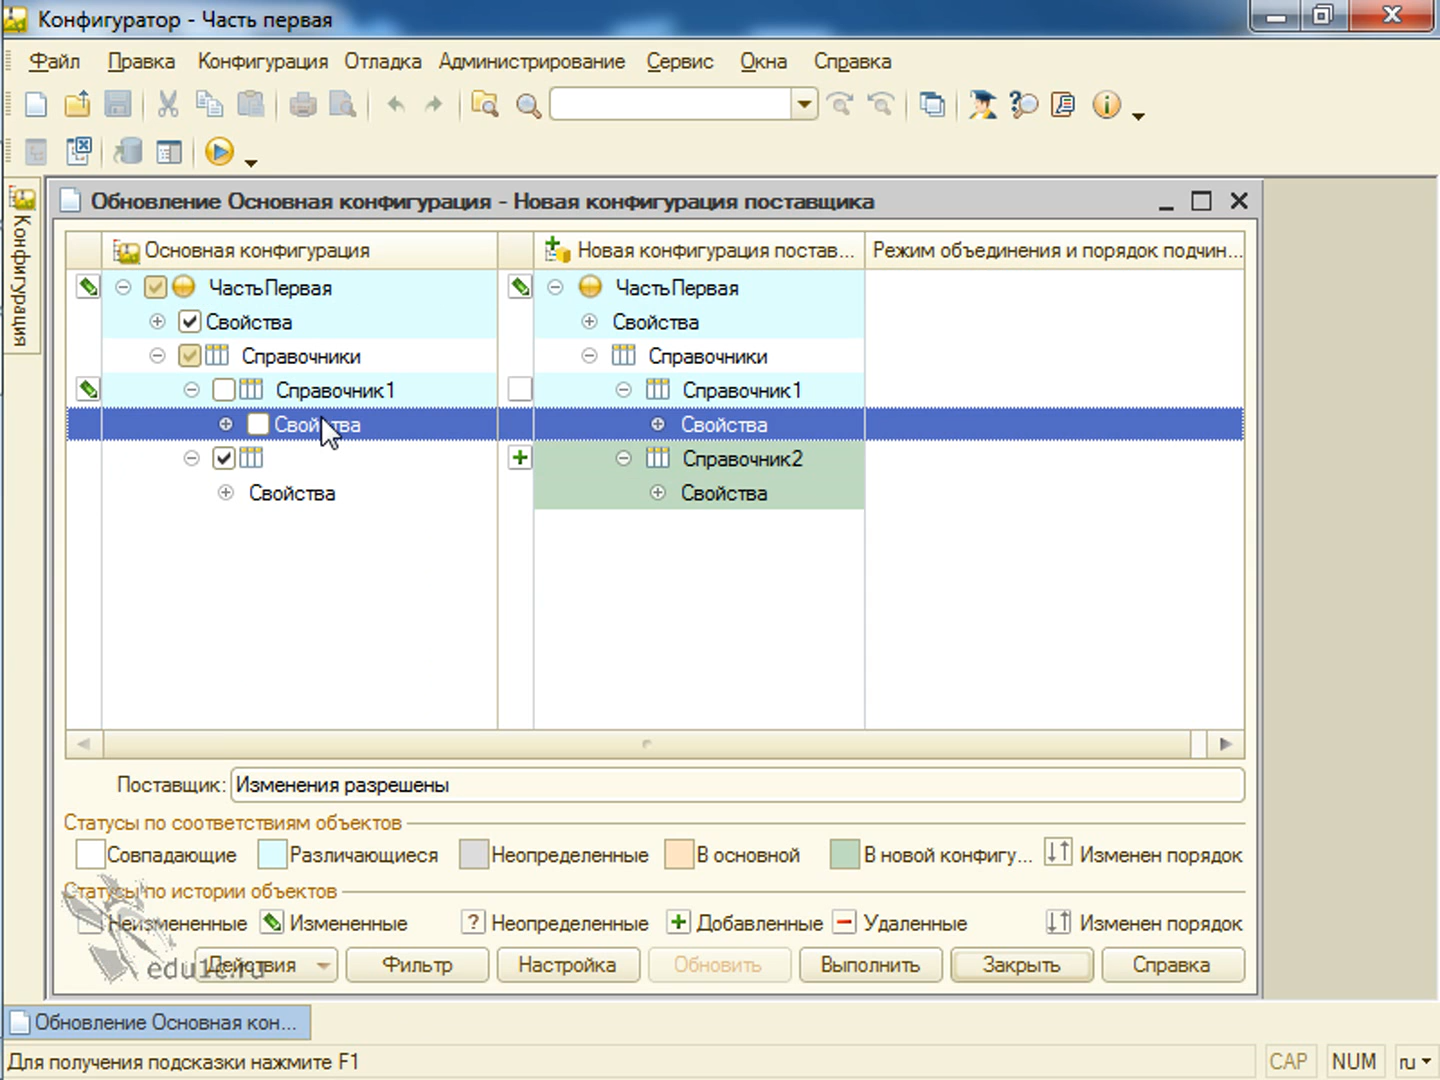 Конфигуратор - Часть первая
Файл Правка Конфигурация Отладка Администрирование Сервис Окна Справка
Конфигурация
Обновление Основная конфигурация - Новая конфигурация поставщика
Основная конфигурация Новая конфигурация постав... Режим объединения и порядок подчин...
ЧастьПервая ЧастьПервая
Свойства Свойства
Справочники Справочники
Справочник1 Справочник1
Свойства Свойства
Справочник2
Свойства Свойства
Поставщик: Изменения разрешены
Статусы по соответствиям объектов
Совпадающие Различающиеся Неопределенные В основной В новой конфигу... Изменен порядок
Статусы по истории объектов
Неизмененные Измененные ? Неопределенные Добавленные Удаленные Изменен порядок
edu1c.ru
Действия Фильтр Настройка Обновить Выполнить Закрыть Справка
Обновление Основная кон...
Для получения подсказки нажмите F1 CAP NUM ru